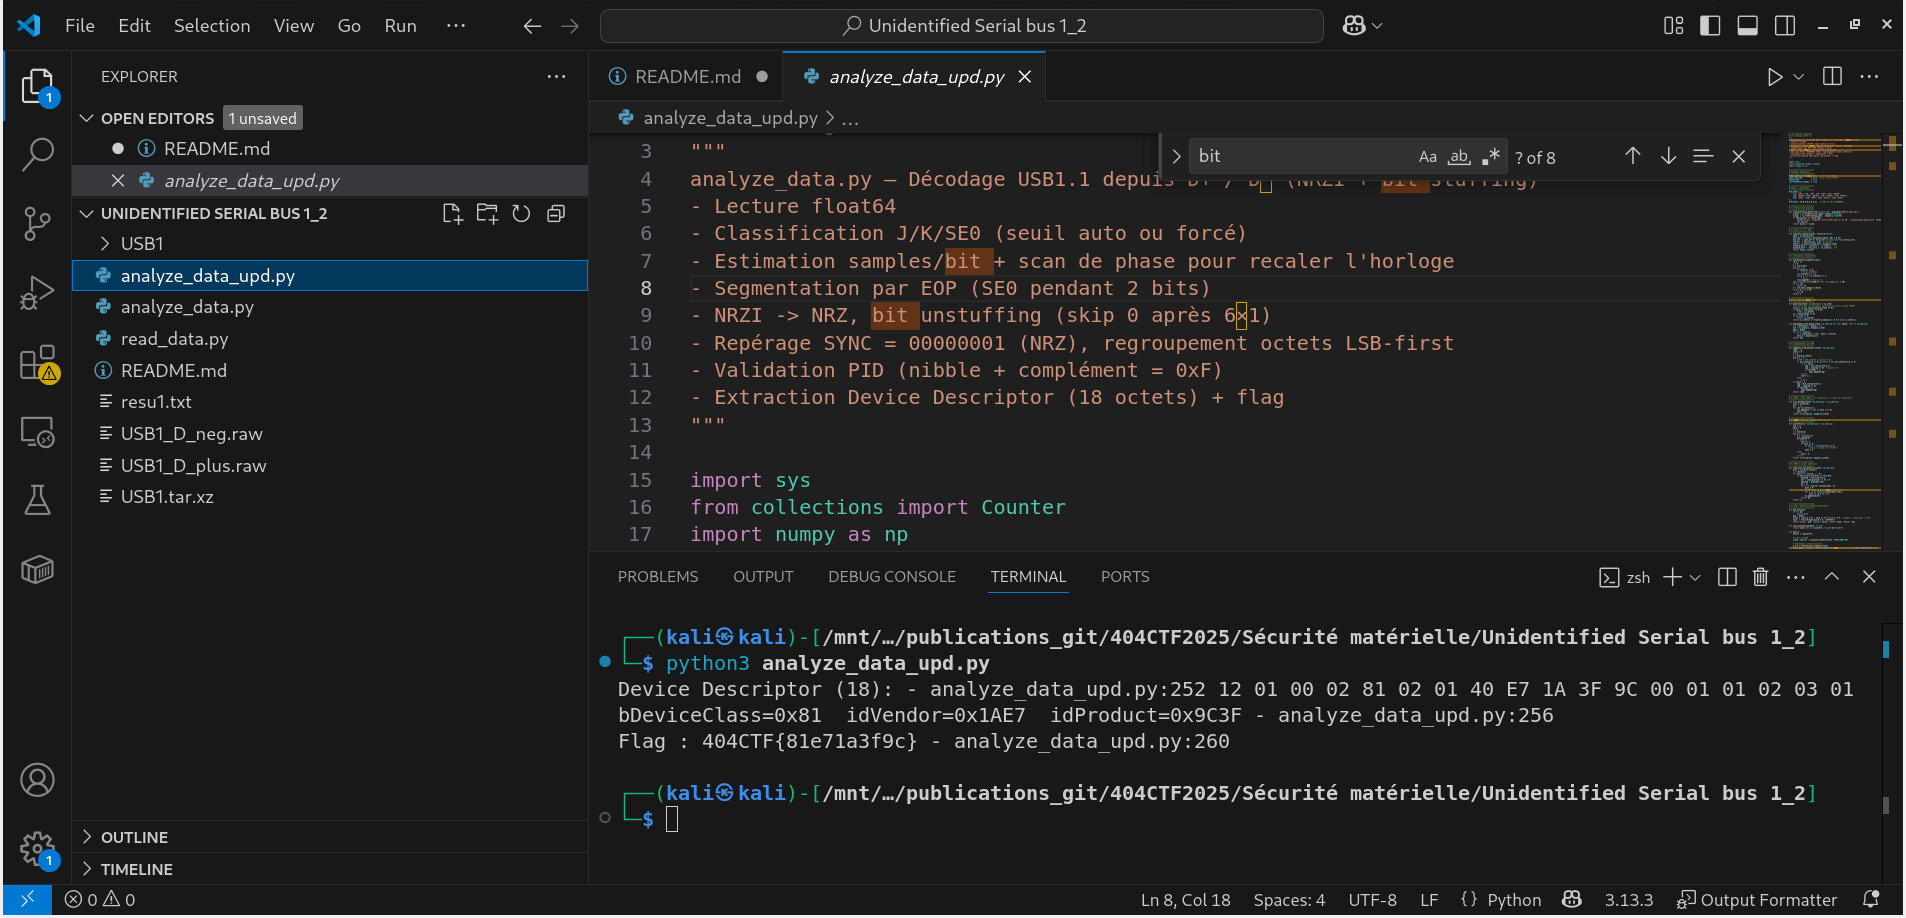 File Edit Selection View Go Run ··· Unidentified Serial bus 1_2
EXPLORER
OPEN EDITORS 1 unsaved
README.md
analyze_data_upd.py
UNIDENTIFIED SERIAL BUS 1_2
USB1
analyze_data_upd.py
analyze_data.py
read_data.py
README.md
resu1.txt
USB1_D_neg.raw
USB1_D_plus.raw
USB1.tar.xz
OUTLINE
TIMELINE
1
1
README.md analyze_data_upd.py
analyze_data_upd.py > ...
bit Aa ab .* ? of 8
3 """
4 analyze_data.py — Décodage USB1.1 depuis D+ / D- (NRZI + bit stuffing)
5 - Lecture float64
6 - Classification J/K/SE0 (seuil auto ou forcé)
7 - Estimation samples/bit + scan de phase pour recaler l'horloge
8 - Segmentation par EOP (SE0 pendant 2 bits)
9 - NRZI -> NRZ, bit unstuffing (skip 0 après 6×1)
10 - Repérage SYNC = 00000001 (NRZ), regroupement octets LSB-first
11 - Validation PID (nibble + complément = 0xF)
12 - Extraction Device Descriptor (18 octets) + flag
13 """
14
15 import sys
16 from collections import Counter
17 import numpy as np
PROBLEMS OUTPUT DEBUG CONSOLE TERMINAL PORTS zsh
┌──(kali㉿kali)-[/mnt/…/publications_git/404CTF2025/Sécurité matérielle/Unidentified Serial bus 1_2]
└─$ python3 analyze_data_upd.py
Device Descriptor (18): - analyze_data_upd.py:252 12 01 00 02 81 02 01 40 E7 1A 3F 9C 00 01 01 02 03 01
bDeviceClass=0x81  idVendor=0x1AE7  idProduct=0x9C3F - analyze_data_upd.py:256
Flag : 404CTF{81e71a3f9c} - analyze_data_upd.py:260
┌──(kali㉿kali)-[/mnt/…/publications_git/404CTF2025/Sécurité matérielle/Unidentified Serial bus 1_2]
└─$
0 0 Ln 8, Col 18 Spaces: 4 UTF-8 LF {} Python 3.13.3 Output Formatter